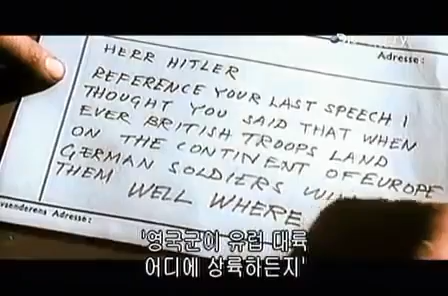 Adresse:
HERR HITLER
REFERENCE YOUR LAST SPEECH I
THOUGHT YOU SAID THAT WHEN
EVER BRITISH TROOPS LAND
ON THE CONTINENT OF EUROPE
GERMAN SOLDIERS
THEM WELL WHERE
Adresse:
'영국군이 유럽 대륙
어디에 상륙하든지'